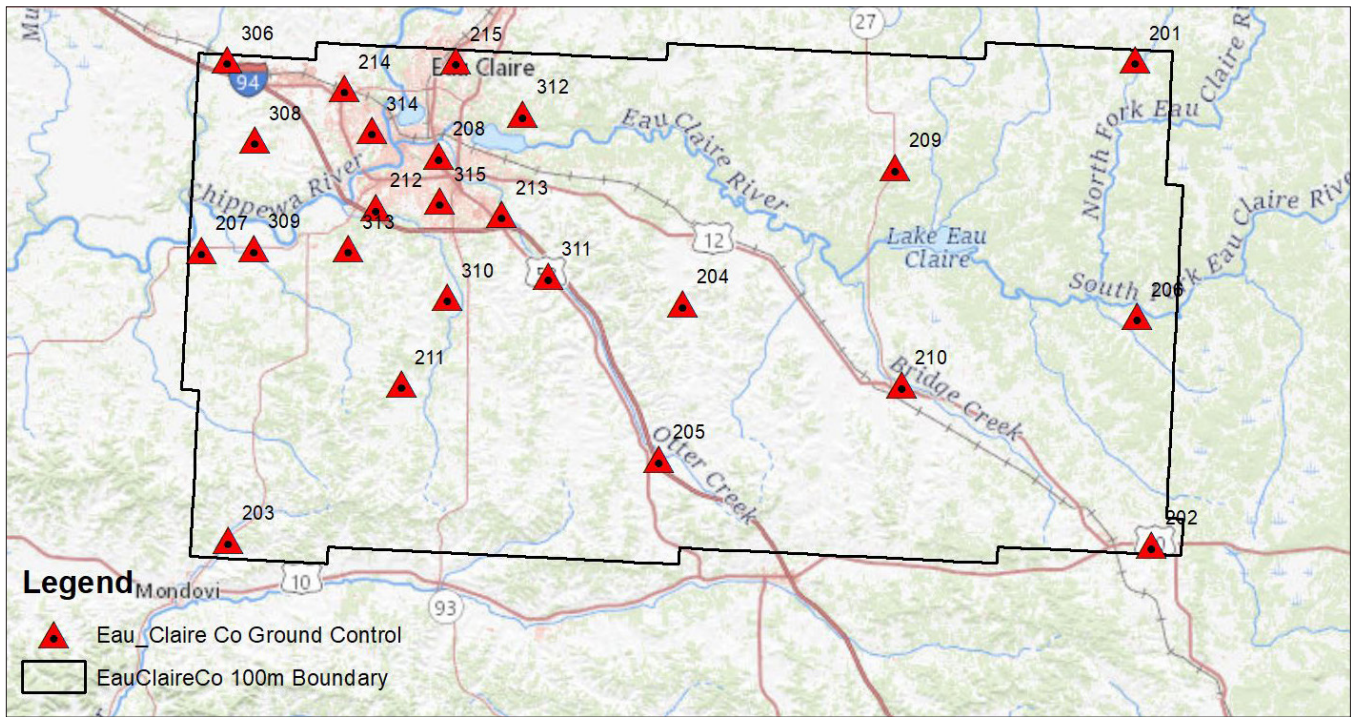 Mu
306
94
214
215
Eau Claire
312
27
201
308
314
208
Eau Claire River
209
North Fork Eau Claire River
Chippewa River
212
315
213
207
309
313
12
Lake Eau
Claire
311
310
204
South Fork Eau Claire River
206
211
210
Bridge Creek
205
Otter Creek
203
202
Legend
Mondovi
10
93
Eau_Claire Co Ground Control
EauClaireCo 100m Boundary